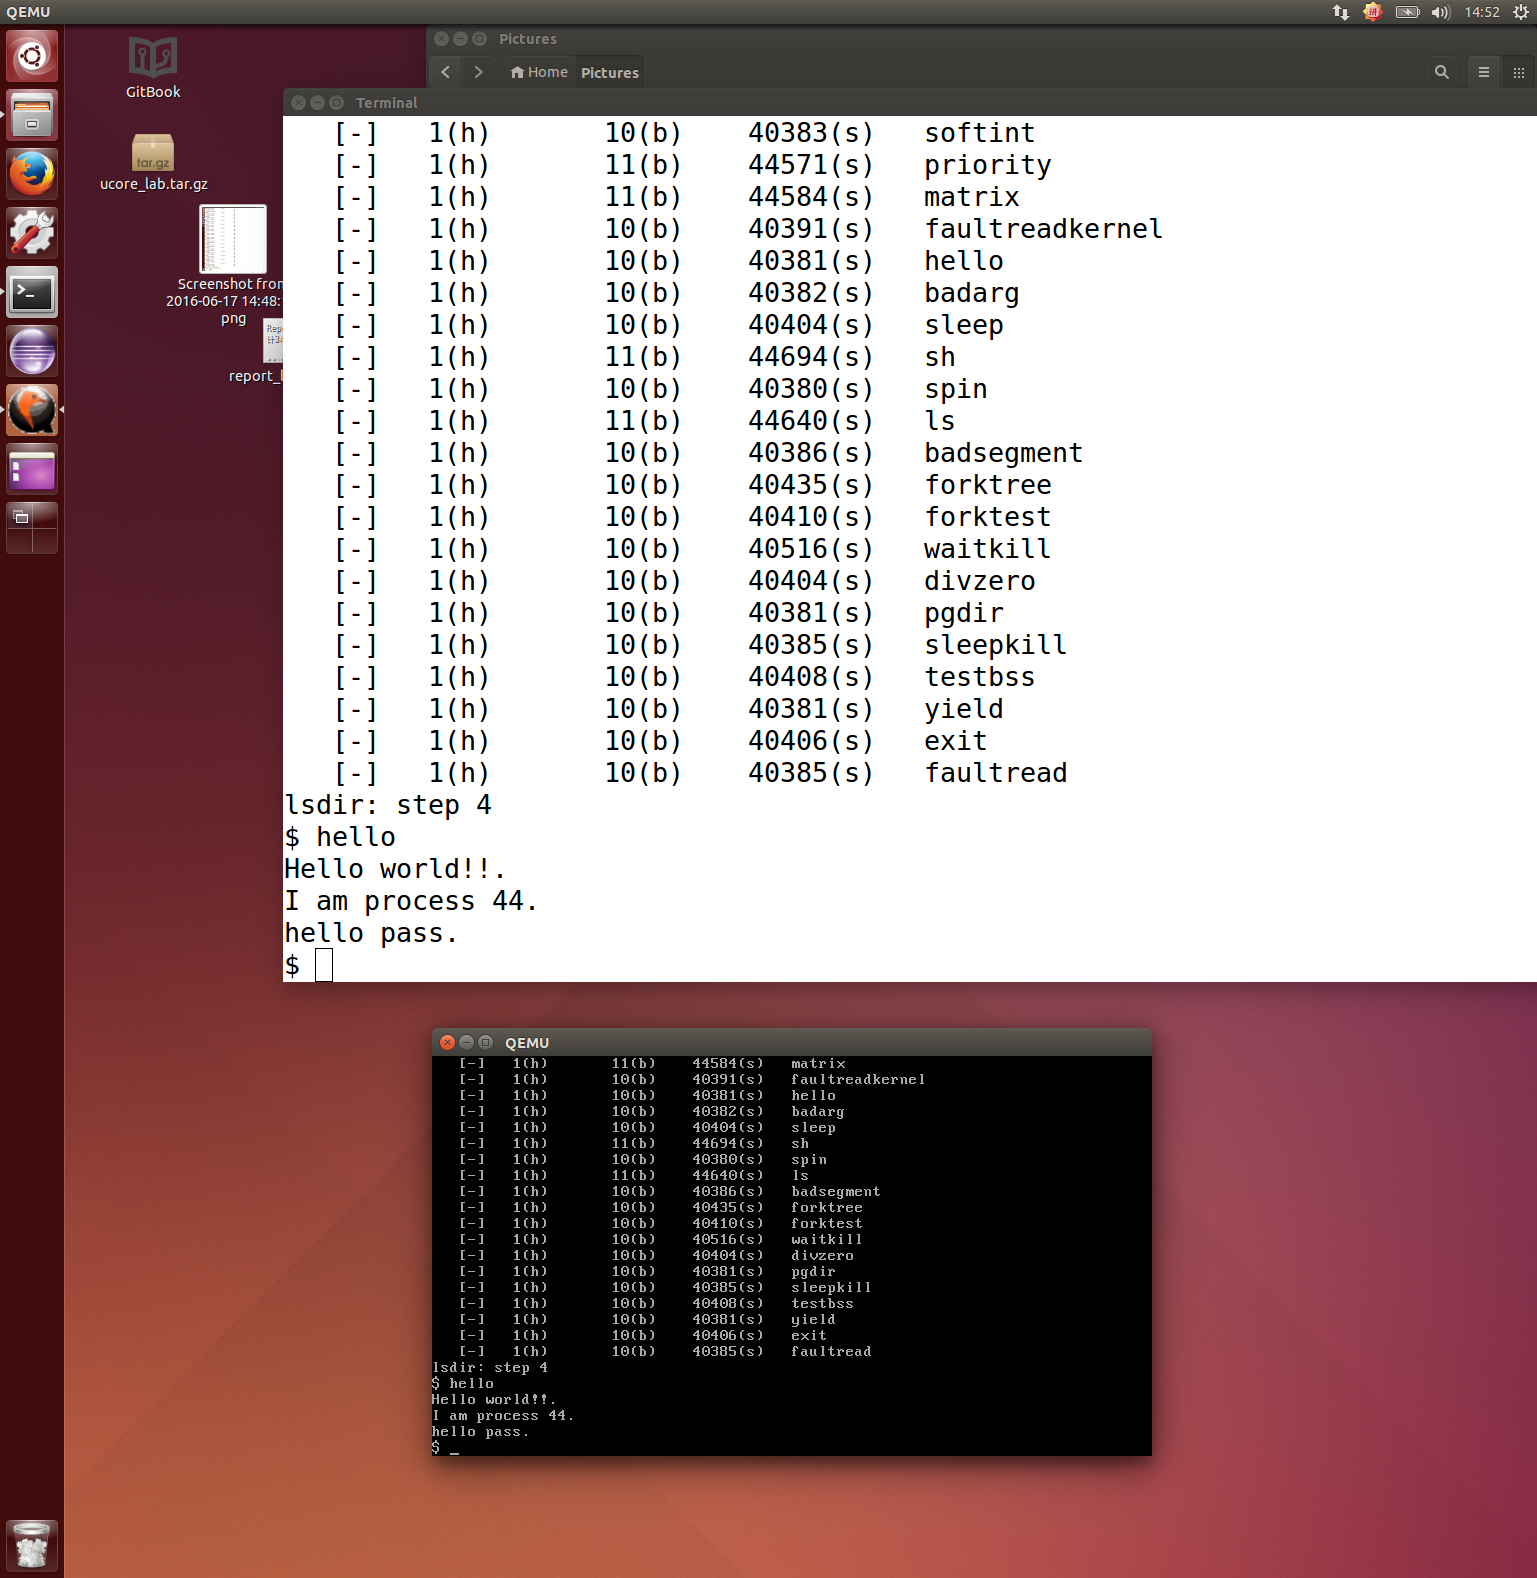 QEMU
14:52
Pictures
Home Pictures
GitBook
tar.gz
ucore_lab.tar.gz
Screenshot from
2016-06-17 14:48:
png
report_l
Terminal
[-] 1(h) 10(b) 40383(s) softint
[-] 1(h) 11(b) 44571(s) priority
[-] 1(h) 11(b) 44584(s) matrix
[-] 1(h) 10(b) 40391(s) faultreadkernel
[-] 1(h) 10(b) 40381(s) hello
[-] 1(h) 10(b) 40382(s) badarg
[-] 1(h) 10(b) 40404(s) sleep
[-] 1(h) 11(b) 44694(s) sh
[-] 1(h) 10(b) 40380(s) spin
[-] 1(h) 11(b) 44640(s) ls
[-] 1(h) 10(b) 40386(s) badsegment
[-] 1(h) 10(b) 40435(s) forktree
[-] 1(h) 10(b) 40410(s) forktest
[-] 1(h) 10(b) 40516(s) waitkill
[-] 1(h) 10(b) 40404(s) divzero
[-] 1(h) 10(b) 40381(s) pgdir
[-] 1(h) 10(b) 40385(s) sleepkill
[-] 1(h) 10(b) 40408(s) testbss
[-] 1(h) 10(b) 40381(s) yield
[-] 1(h) 10(b) 40406(s) exit
[-] 1(h) 10(b) 40385(s) faultread
lsdir: step 4
$ hello
Hello world!!.
I am process 44.
hello pass.
$
QEMU
[-] 1(h) 11(b) 44584(s) matrix
[-] 1(h) 10(b) 40391(s) faultreadkernel
[-] 1(h) 10(b) 40381(s) hello
[-] 1(h) 10(b) 40382(s) badarg
[-] 1(h) 10(b) 40404(s) sleep
[-] 1(h) 11(b) 44694(s) sh
[-] 1(h) 10(b) 40380(s) spin
[-] 1(h) 11(b) 44640(s) ls
[-] 1(h) 10(b) 40386(s) badsegment
[-] 1(h) 10(b) 40435(s) forktree
[-] 1(h) 10(b) 40410(s) forktest
[-] 1(h) 10(b) 40516(s) waitkill
[-] 1(h) 10(b) 40404(s) divzero
[-] 1(h) 10(b) 40381(s) pgdir
[-] 1(h) 10(b) 40385(s) sleepkill
[-] 1(h) 10(b) 40408(s) testbss
[-] 1(h) 10(b) 40381(s) yield
[-] 1(h) 10(b) 40406(s) exit
[-] 1(h) 10(b) 40385(s) faultread
lsdir: step 4
$ hello
Hello world!!.
I am process 44.
hello pass.
$ _